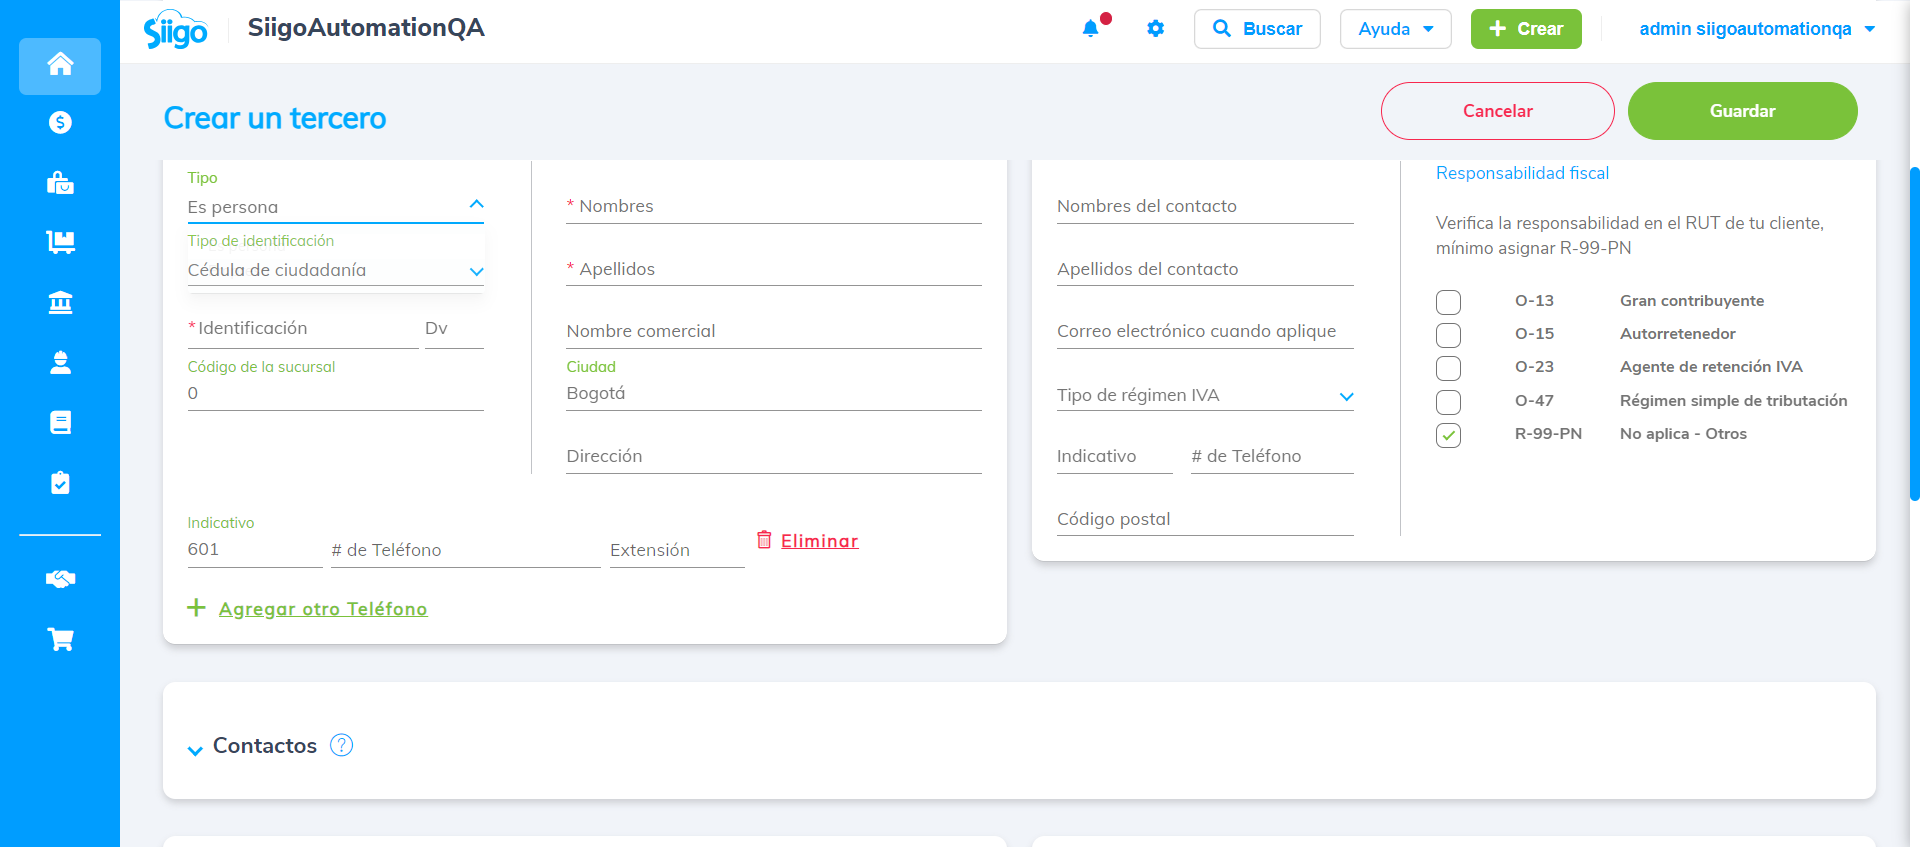 Siigo
SiigoAutomationQA
Buscar
Ayuda
Crear
admin siigoautomationqa
Crear un tercero
Cancelar
Guardar
Tipo
Es persona
Tipo de identificación
Cédula de ciudadanía
* Identificación
Dv
Código de la sucursal
0
* Nombres
* Apellidos
Nombre comercial
Ciudad
Bogotá
Dirección
Indicativo
601
# de Teléfono
Extensión
Eliminar
Agregar otro Teléfono
Nombres del contacto
Apellidos del contacto
Correo electrónico cuando aplique
Tipo de régimen IVA
Indicativo
# de Teléfono
Código postal
Responsabilidad fiscal
Verifica la responsabilidad en el RUT de tu cliente,
mínimo asignar R-99-PN
O-13 Gran contribuyente
O-15 Autorretenedor
O-23 Agente de retención IVA
O-47 Régimen simple de tributación
R-99-PN No aplica - Otros
Contactos ?